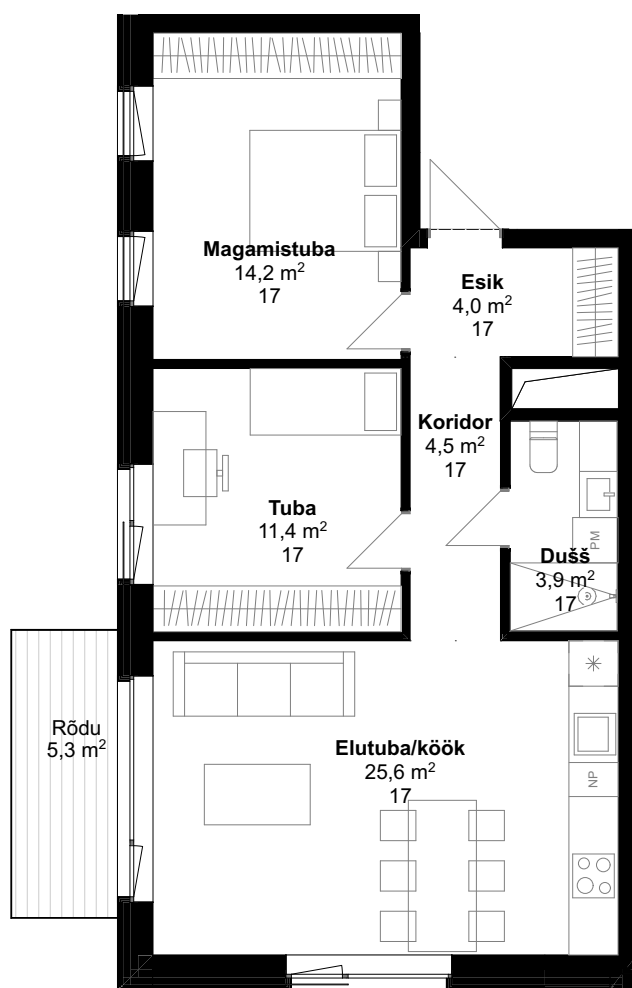 Magamistuba
14,2 m²
17
Esik
4,0 m²
17
Koridor
4,5 m²
17
Tuba
11,4 m²
17
PM
Dušš
3,9 m²
17
Rõdu
5,3 m²
Elutuba/köök
25,6 m²
17
NP